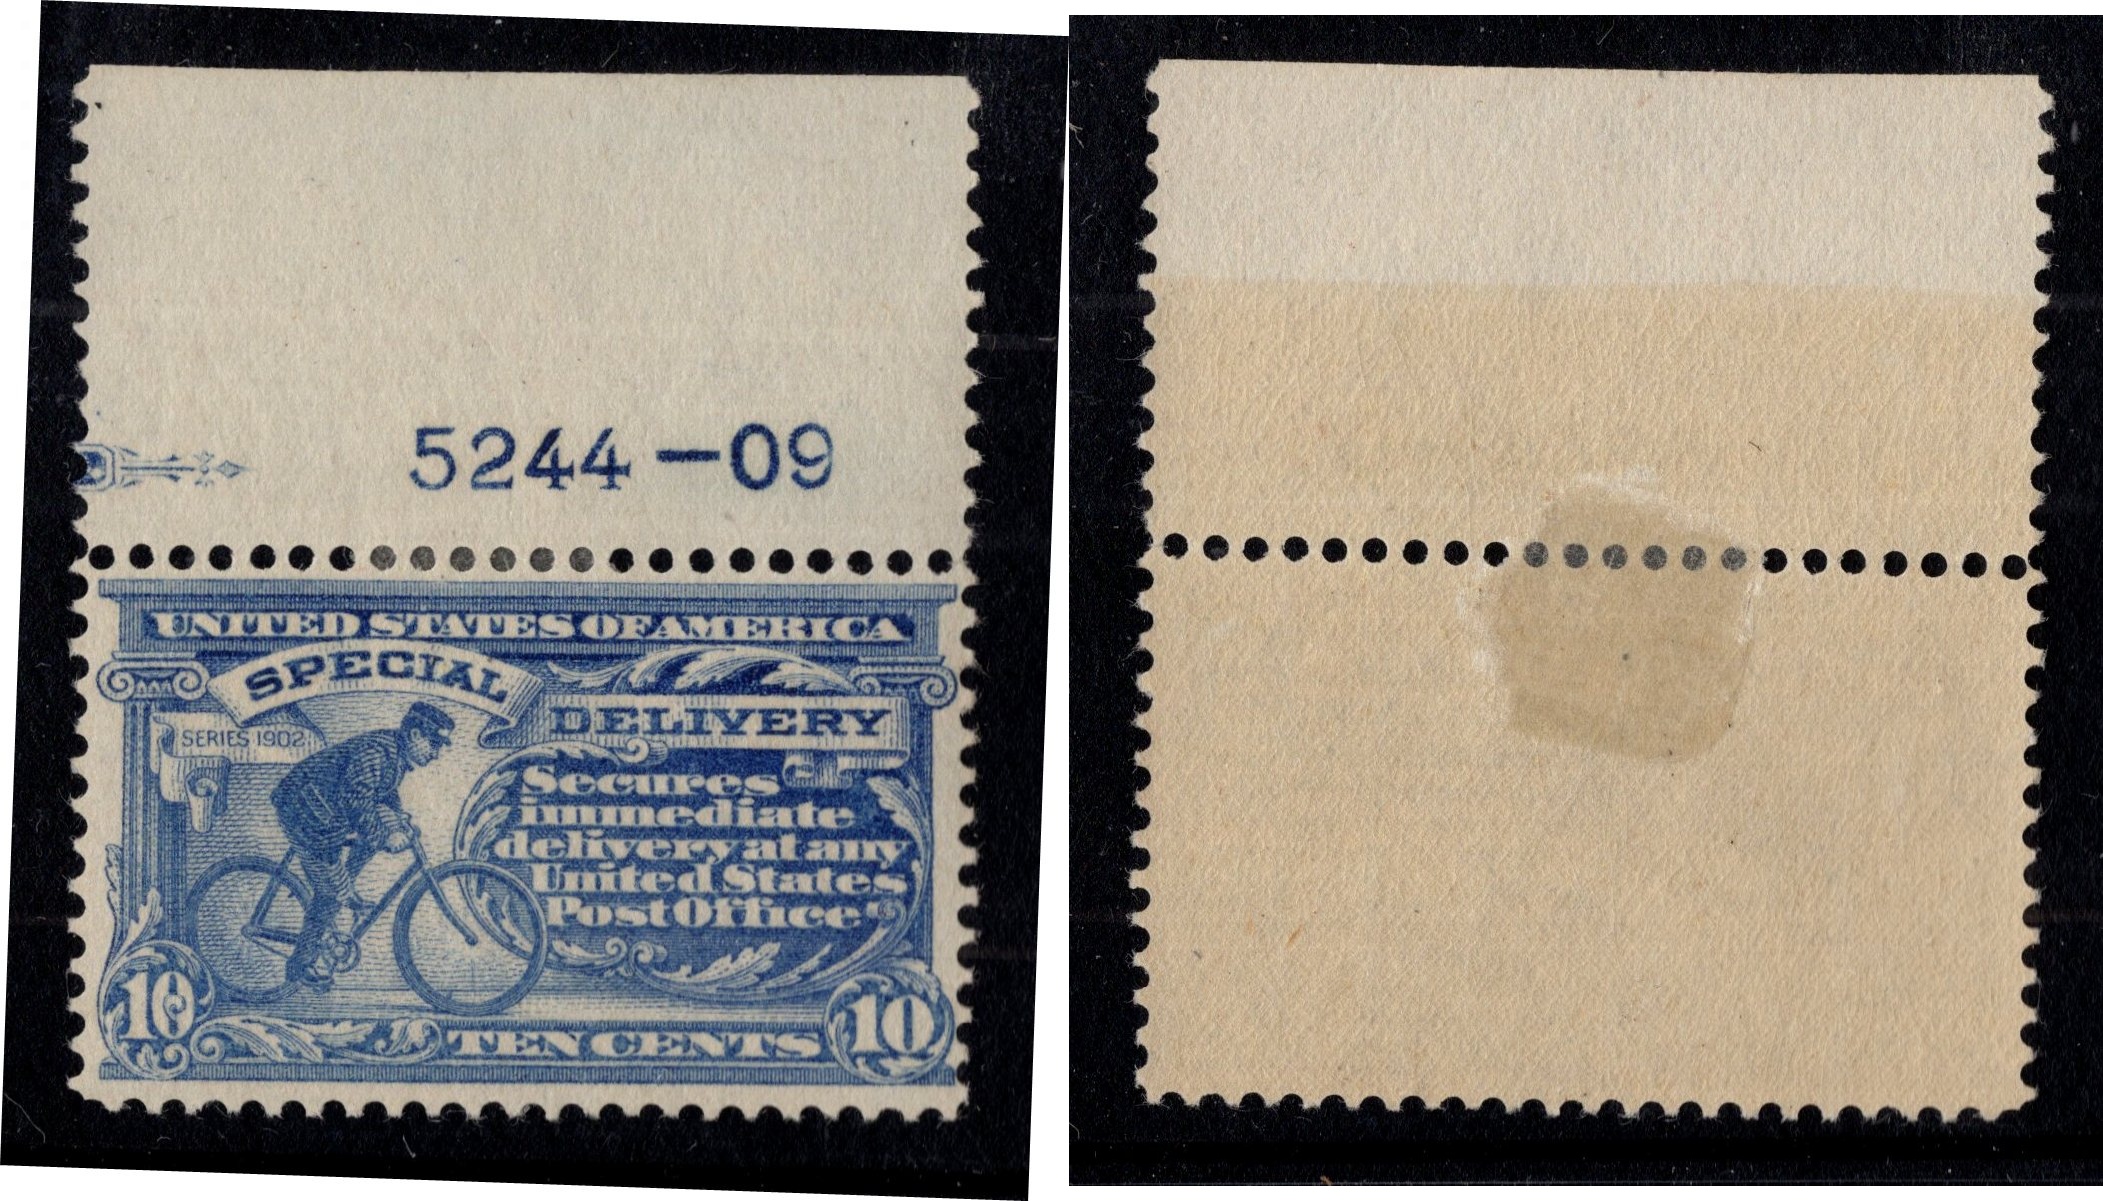 5244–09
UNITED STATES OF AMERICA
SPECIAL
DELIVERY
SERIES 1902
Secures
immediate
delivery at any
United States
Post Office
10
10
TEN CENTS